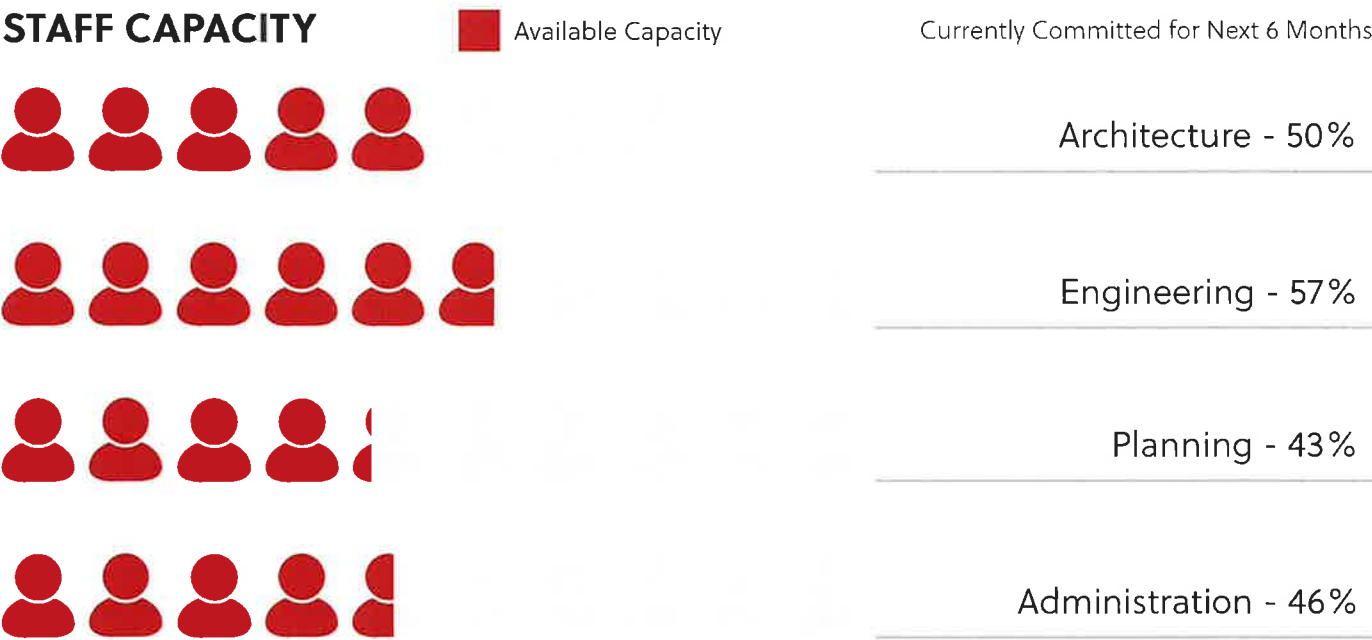 STAFF CAPACITY
Available Capacity
Currently Committed for Next 6 Months
Architecture - 50%
Engineering - 57%
Planning - 43%
Administration - 46%